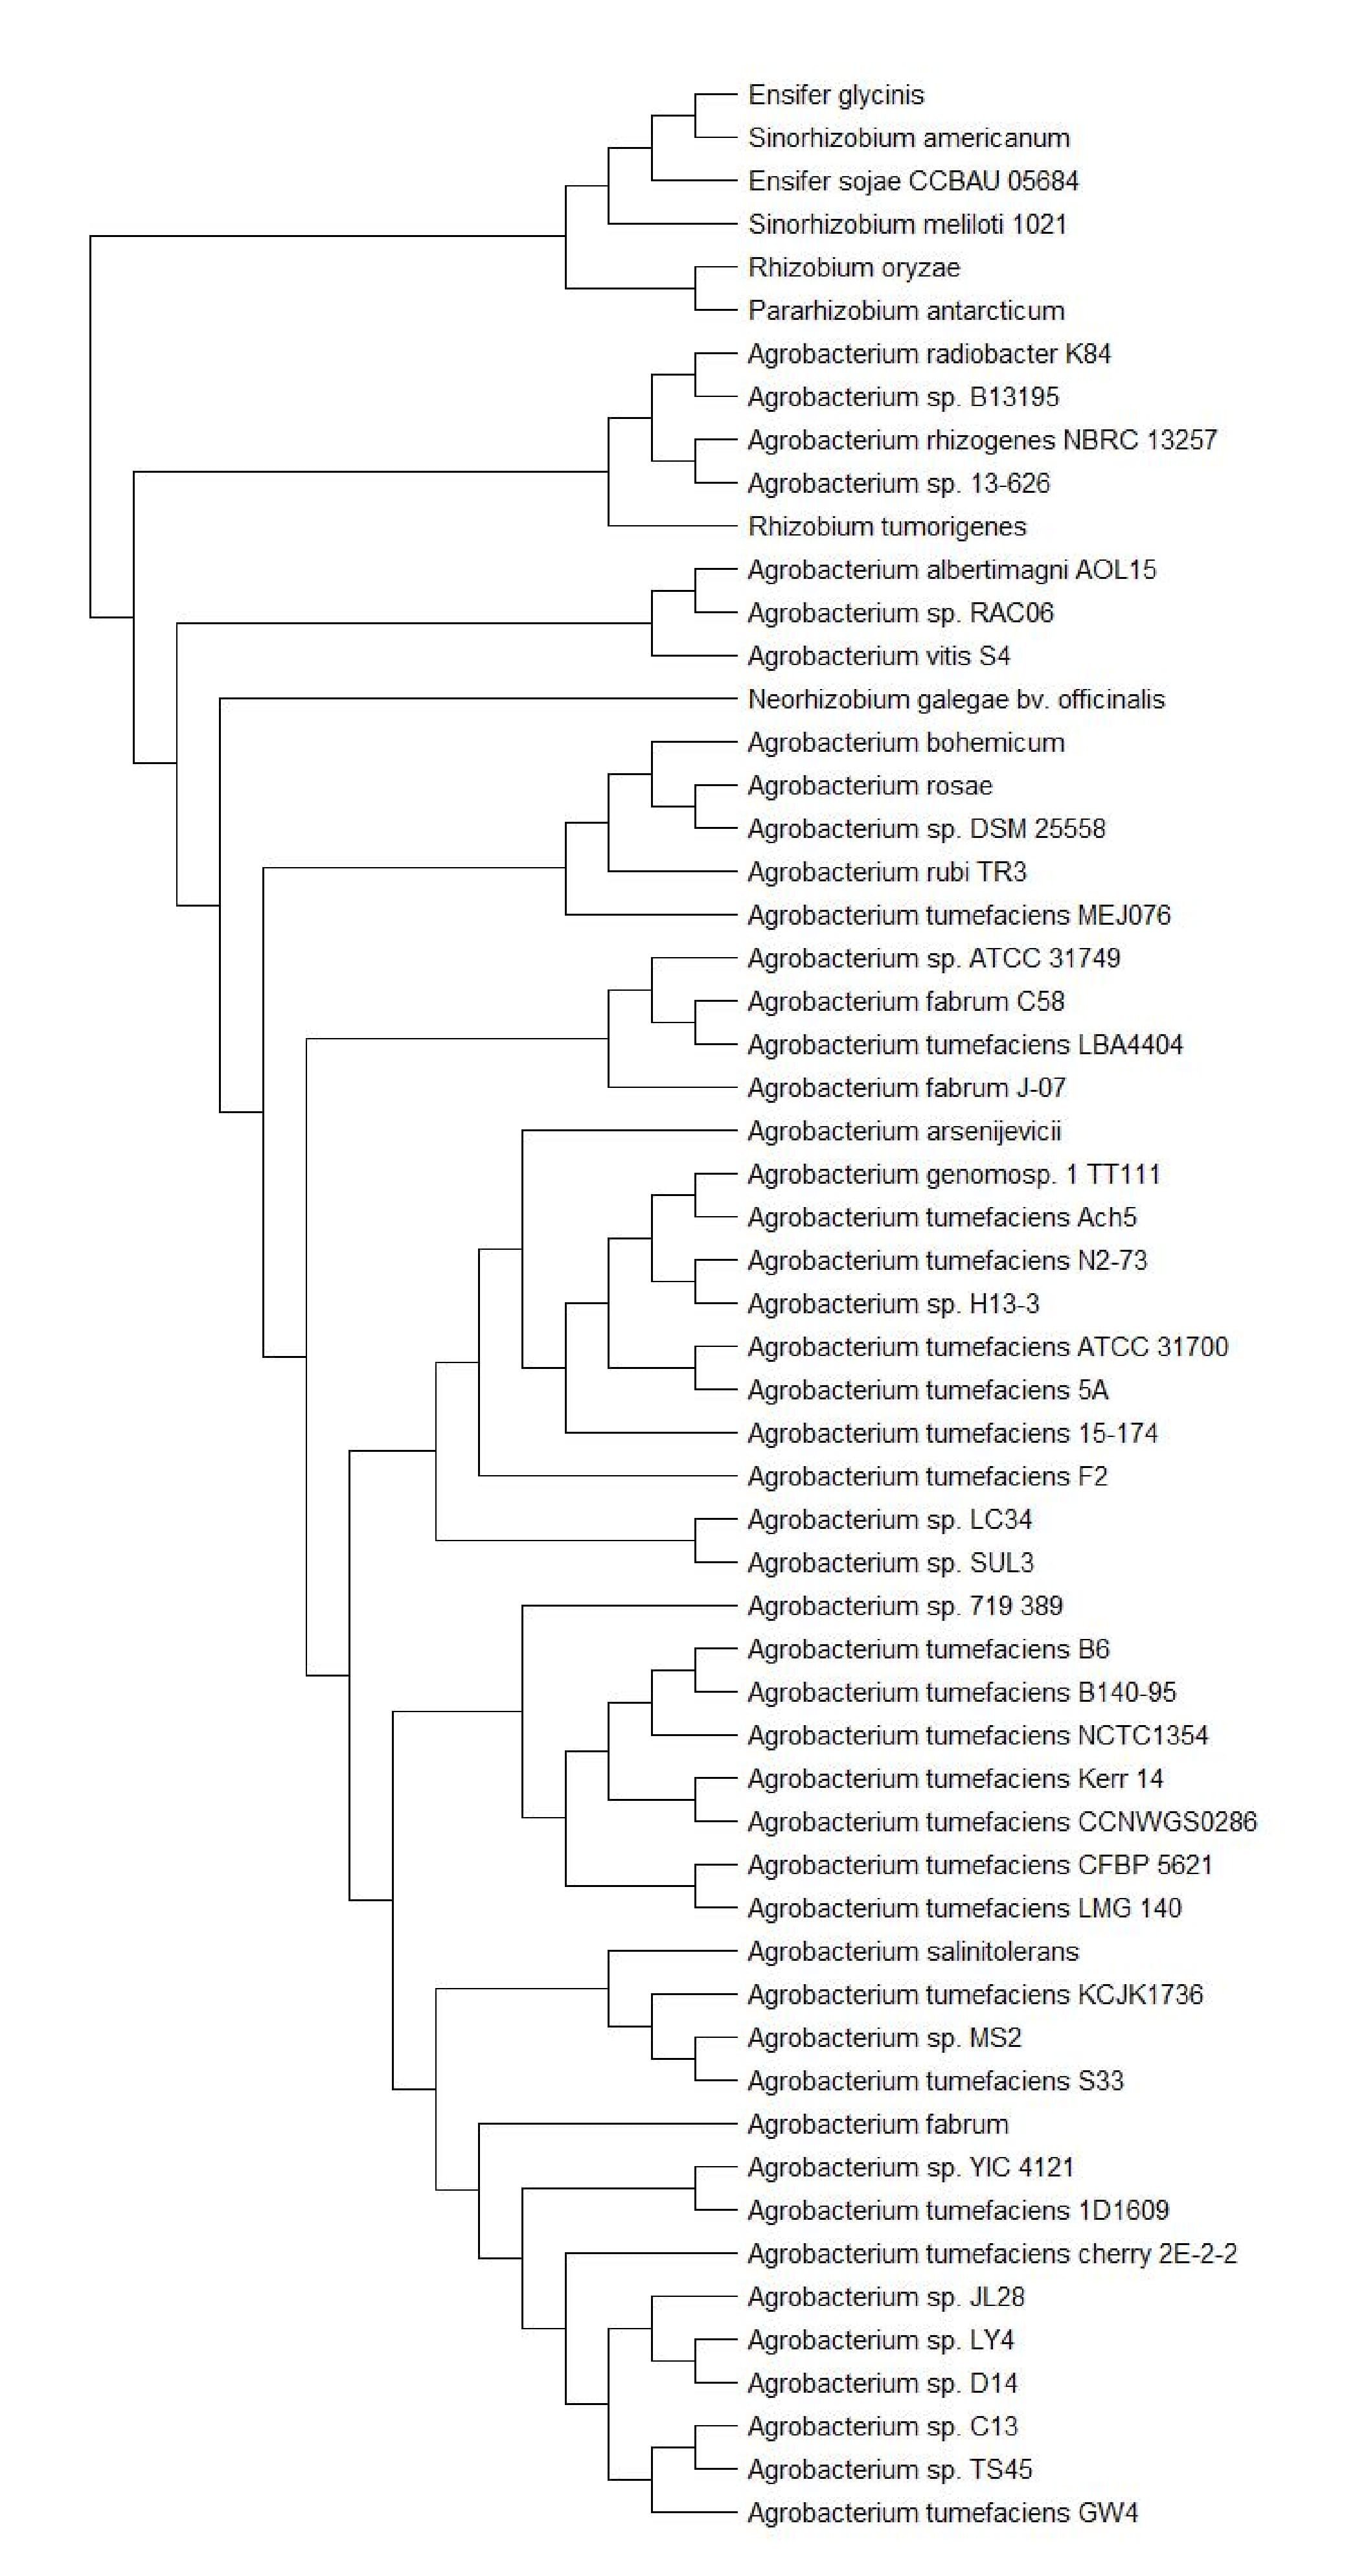 Ensifer glycinis
Sinorhizobium americanum
Ensifer sojae CCBAU 05684
Sinorhizobium meliloti 1021
Rhizobium oryzae
Pararhizobium antarcticum
Agrobacterium radiobacter K84
Agrobacterium sp. B13195
Agrobacterium rhizogenes NBRC 13257
Agrobacterium sp. 13-626
Rhizobium tumorigenes
Agrobacterium albertimagni AOL15
Agrobacterium sp. RAC06
Agrobacterium vitis S4
Neorhizobium galegae bv. officinalis
Agrobacterium bohemicum
Agrobacterium rosae
Agrobacterium sp. DSM 25558
Agrobacterium rubi TR3
Agrobacterium tumefaciens MEJ076
Agrobacterium sp. ATCC 31749
Agrobacterium fabrum C58
Agrobacterium tumefaciens LBA4404
Agrobacterium fabrum J-07
Agrobacterium arsenijevicii
Agrobacterium genomosp. 1 TT111
Agrobacterium tumefaciens Ach5
Agrobacterium tumefaciens N2-73
Agrobacterium sp. H13-3
Agrobacterium tumefaciens ATCC 31700
Agrobacterium tumefaciens 5A
Agrobacterium tumefaciens 15-174
Agrobacterium tumefaciens F2
Agrobacterium sp. LC34
Agrobacterium sp. SUL3
Agrobacterium sp. 719 389
Agrobacterium tumefaciens B6
Agrobacterium tumefaciens B140-95
Agrobacterium tumefaciens NCTC1354
Agrobacterium tumefaciens Kerr 14
Agrobacterium tumefaciens CCNWGS0286
Agrobacterium tumefaciens CFBP 5621
Agrobacterium tumefaciens LMG 140
Agrobacterium salinitolerans
Agrobacterium tumefaciens KCJK1736
Agrobacterium sp. MS2
Agrobacterium tumefaciens S33
Agrobacterium fabrum
Agrobacterium sp. YIC 4121
Agrobacterium tumefaciens 1D1609
Agrobacterium tumefaciens cherry 2E-2-2
Agrobacterium sp. JL28
Agrobacterium sp. LY4
Agrobacterium sp. D14
Agrobacterium sp. C13
Agrobacterium sp. TS45
Agrobacterium tumefaciens GW4